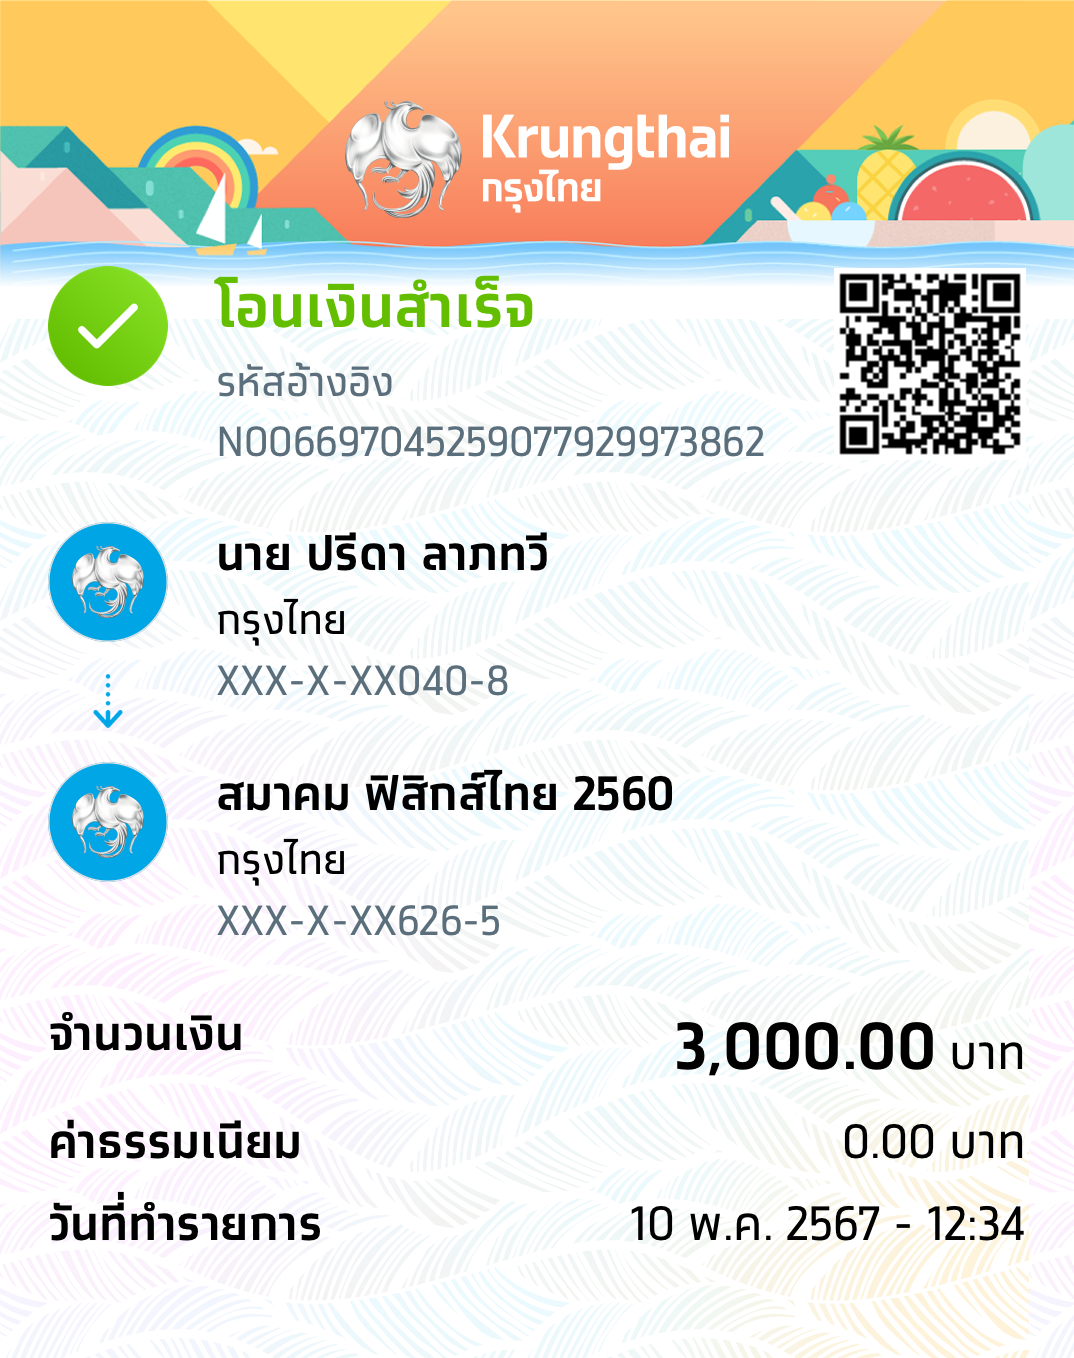 Krungthai
กรุงไทย
โอนเงินสำเร็จ
รหัสอ้างอิง
N006697045259077929973862
นาย ปรีดา ลาภทวี
กรุงไทย
XXX-X-XX040-8
สมาคม ฟิสิกส์ไทย 2560
กรุงไทย
XXX-X-XX626-5
จำนวนเงิน 3,000.00 บาท
ค่าธรรมเนียม 0.00 บาท
วันที่ทำรายการ 10 พ.ค. 2567 - 12:34